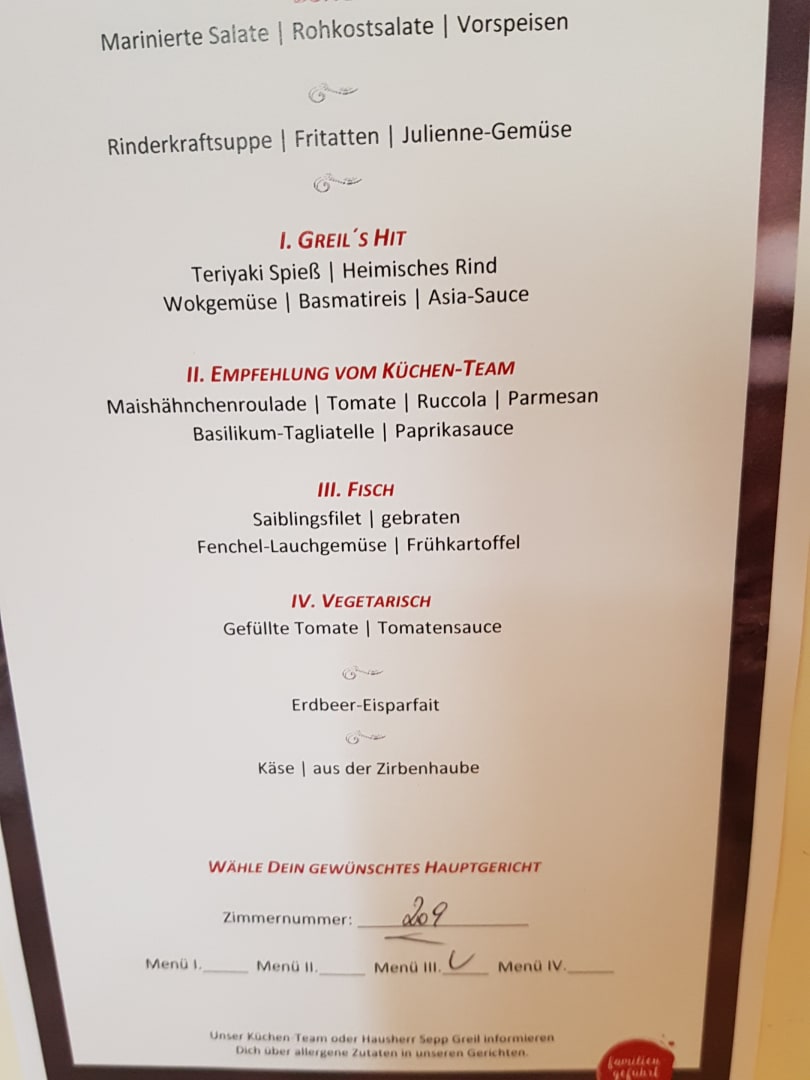 Marinierte Salate | Rohkostsalate | Vorspeisen
Rinderkraftsuppe | Fritatten | Julienne-Gemüse
I. GREIL´S HIT
Teriyaki Spieß | Heimisches Rind
Wokgemüse | Basmatireis | Asia-Sauce
II. EMPFEHLUNG VOM KÜCHEN-TEAM
Maishähnchenroulade | Tomate | Ruccola | Parmesan
Basilikum-Tagliatelle | Paprikasauce
III. FISCH
Saiblingsfilet | gebraten
Fenchel-Lauchgemüse | Frühkartoffel
IV. VEGETARISCH
Gefüllte Tomate | Tomatensauce
Erdbeer-Eisparfait
Käse | aus der Zirbenhaube
WÄHLE DEIN GEWÜNSCHTES HAUPTGERICHT
Zimmernummer: 209
Menü I. Menü II. Menü III. Menü IV.
Unser Küchen-Team oder Hausherr Sepp Greil informieren
Dich über allergene Zutaten in unseren Gerichten.
familien
geführt